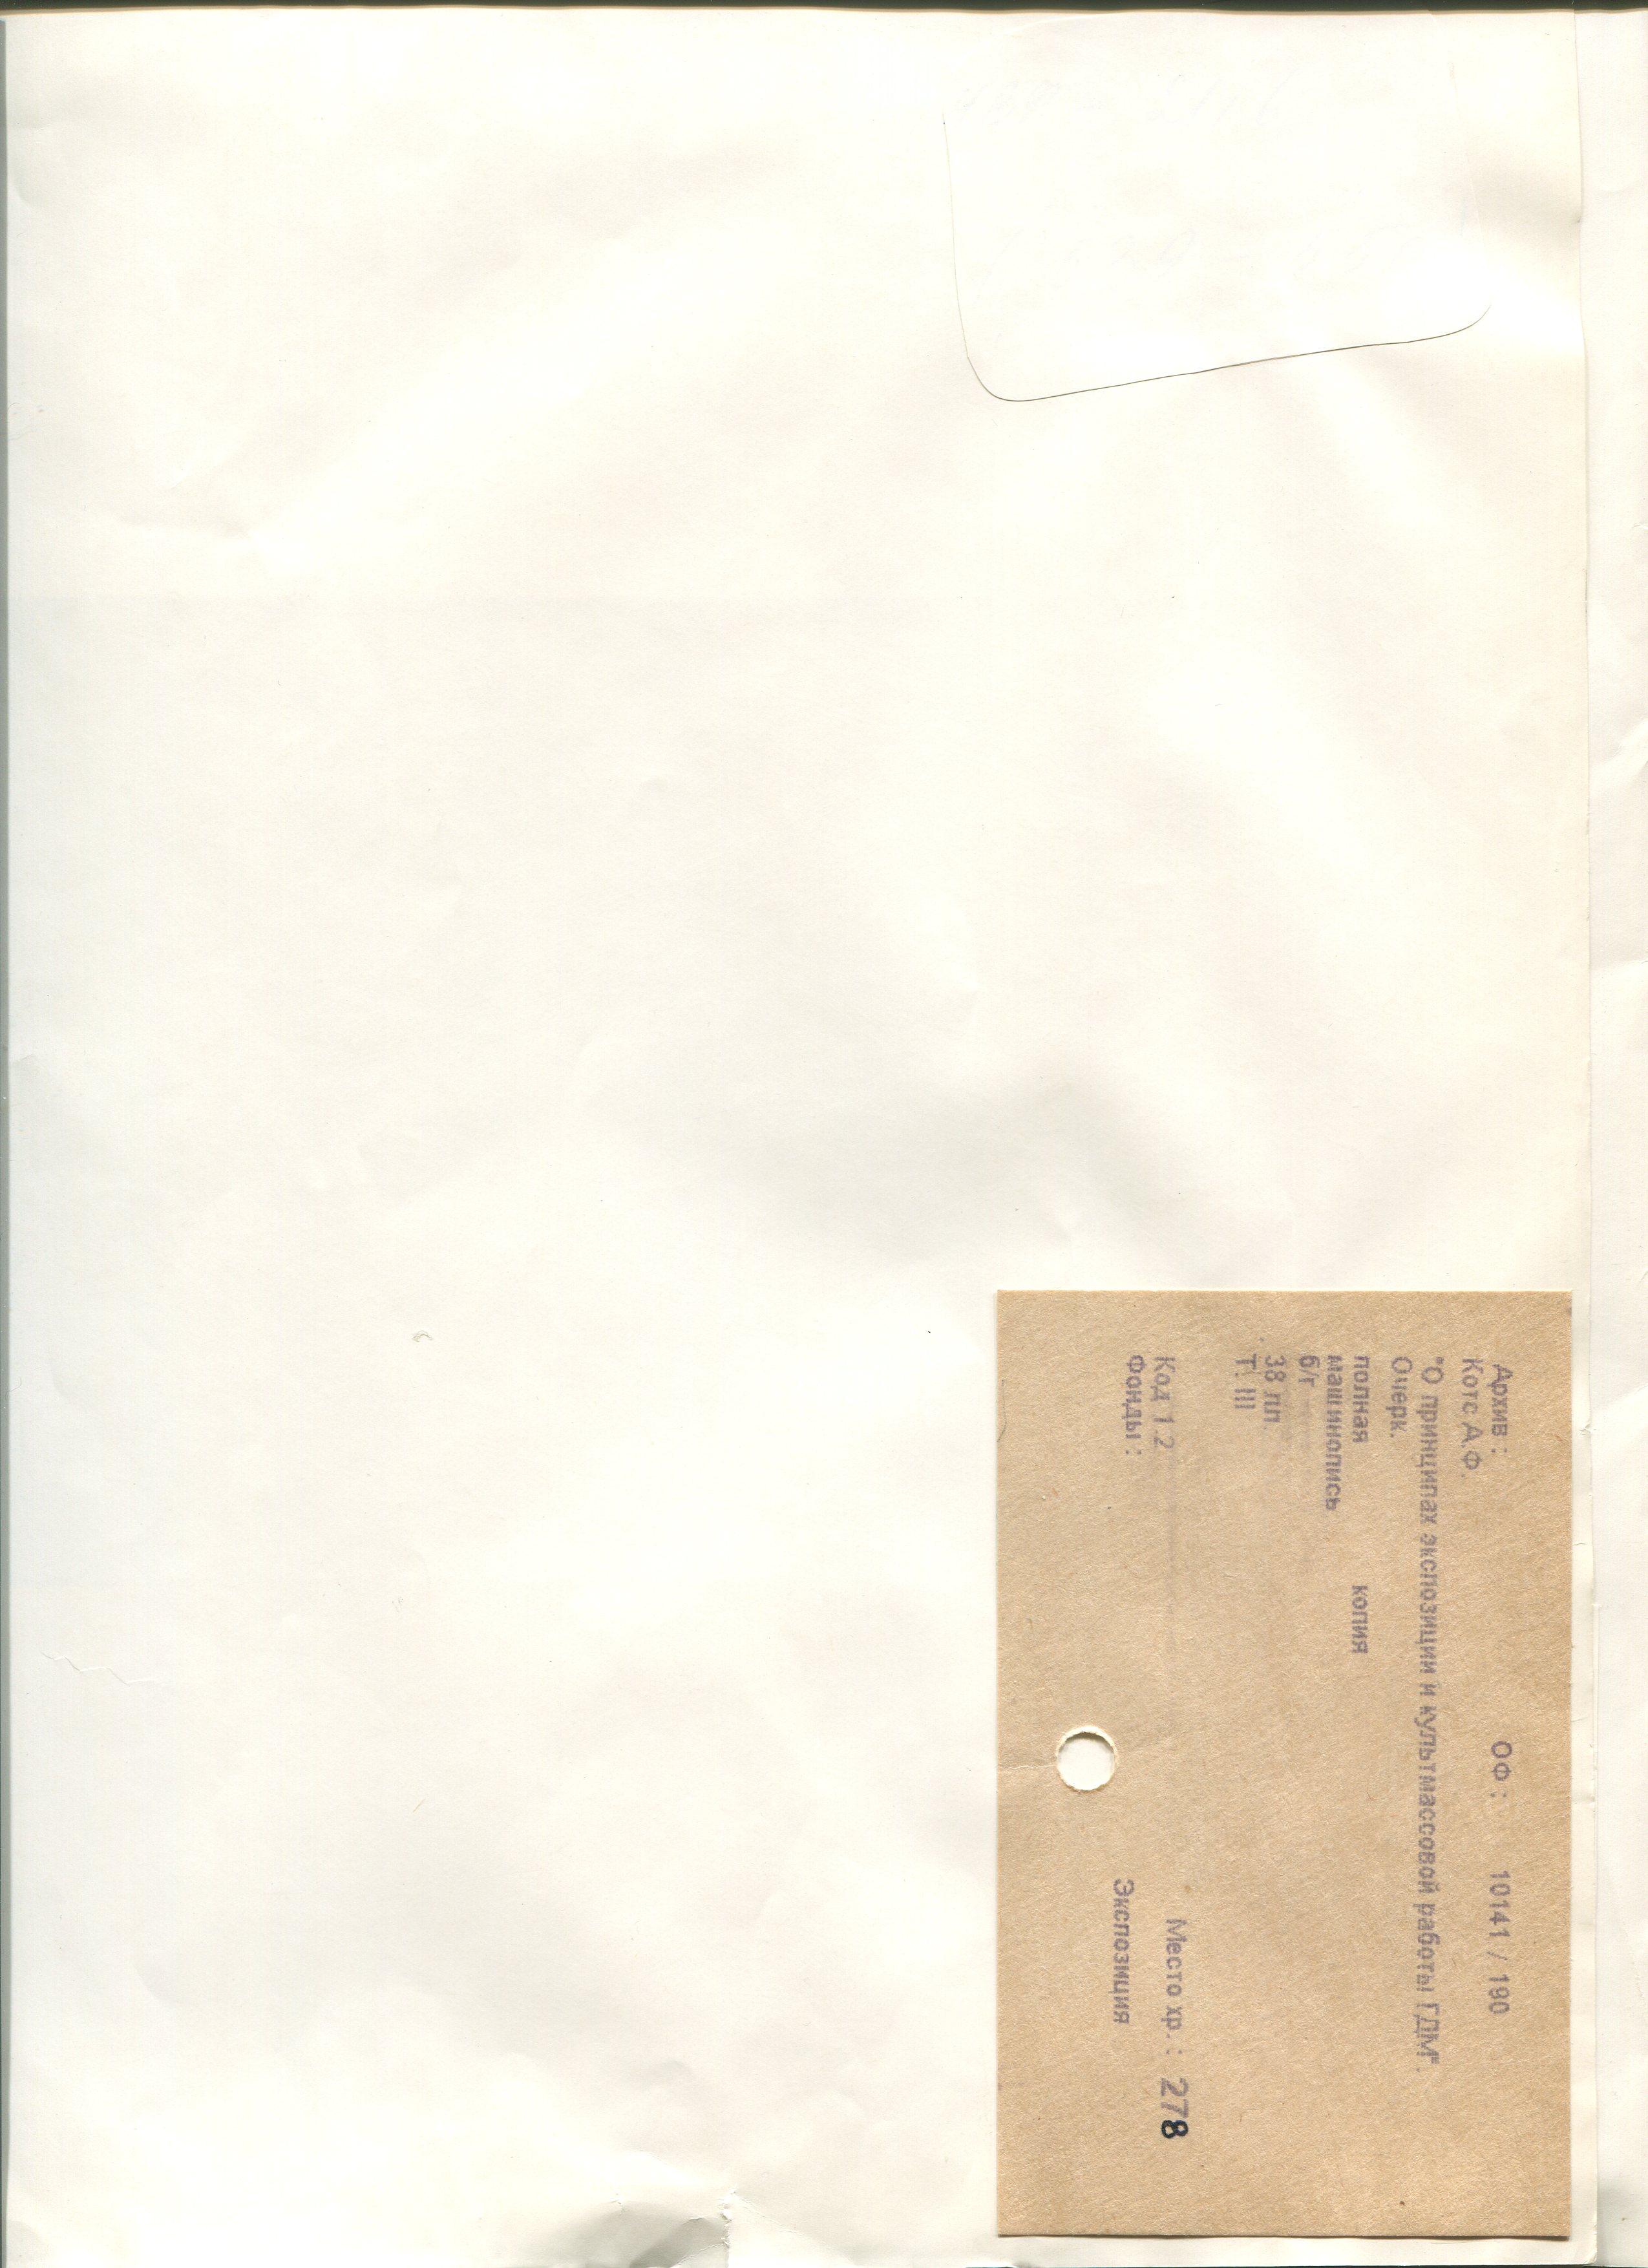 Архив : ОФ : 10141 / 190
Котс А.Ф.
"О принципах экспозиции и культмассовой работы ГДМ".
Очерк.
полная копия
машинопись
б/г
38 лл.
Т. III
Код 1.2 Место хр. : 278
Фонды : Экспозиция